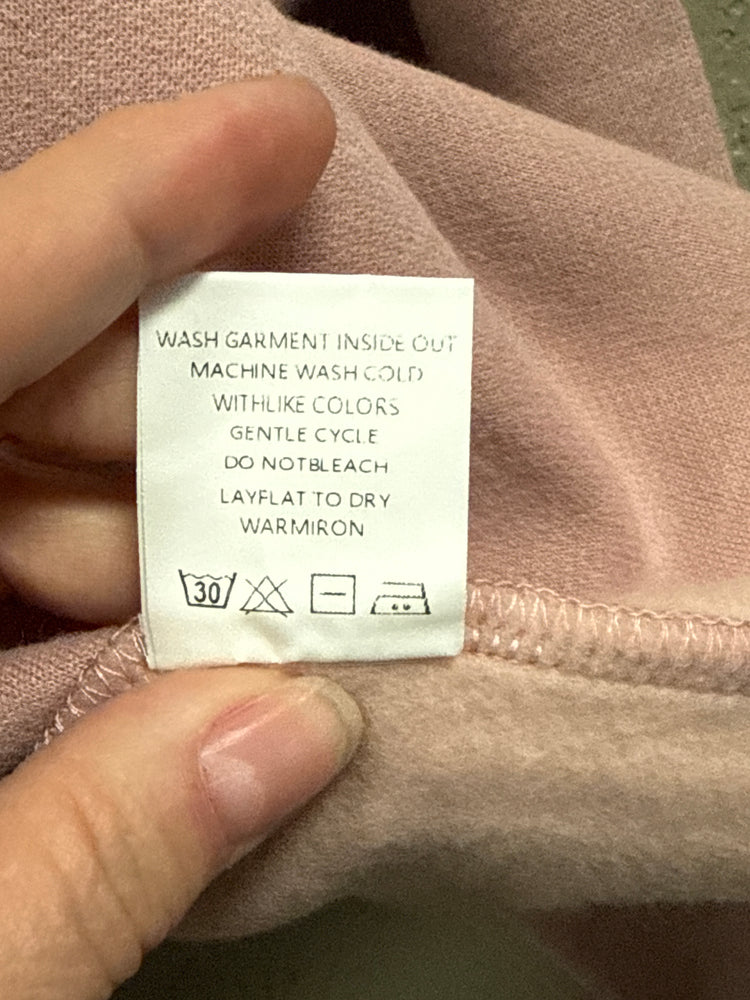 WASH GARMENT INSIDE OUT
MACHINE WASH COLD
WITHLIKE COLORS
GENTLE CYCLE
DO NOTBLEACH
LAYFLAT TO DRY
WARMIRON
30